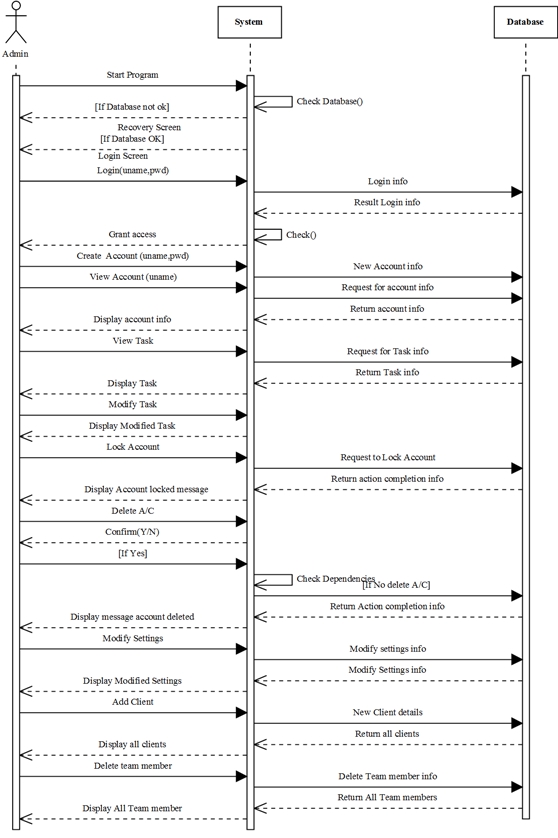 System
Database
Admin
Start Program
Check Database()
[If Database not ok]
Recovery Screen
[If Database OK]
Login Screen
Login(uname,pwd)
Login info
Result Login info
Check()
Grant access
Create Account (uname,pwd)
New Account info
View Account (uname)
Request for account info
Return account info
Display account info
View Task
Request for Task info
Return Task info
Display Task
Modify Task
Display Modified Task
Lock Account
Request to Lock Account
Return action completion info
Display Account locked message
Delete A/C
Confirm(Y/N)
[If Yes]
Check Dependencies
[If No delete A/C]
Return Action completion info
Display message account deleted
Modify Settings
Modify settings info
Modify Settings info
Display Modified Settings
Add Client
New Client details
Return all clients
Display all clients
Delete team member
Delete Team member info
Return All Team members
Display All Team member